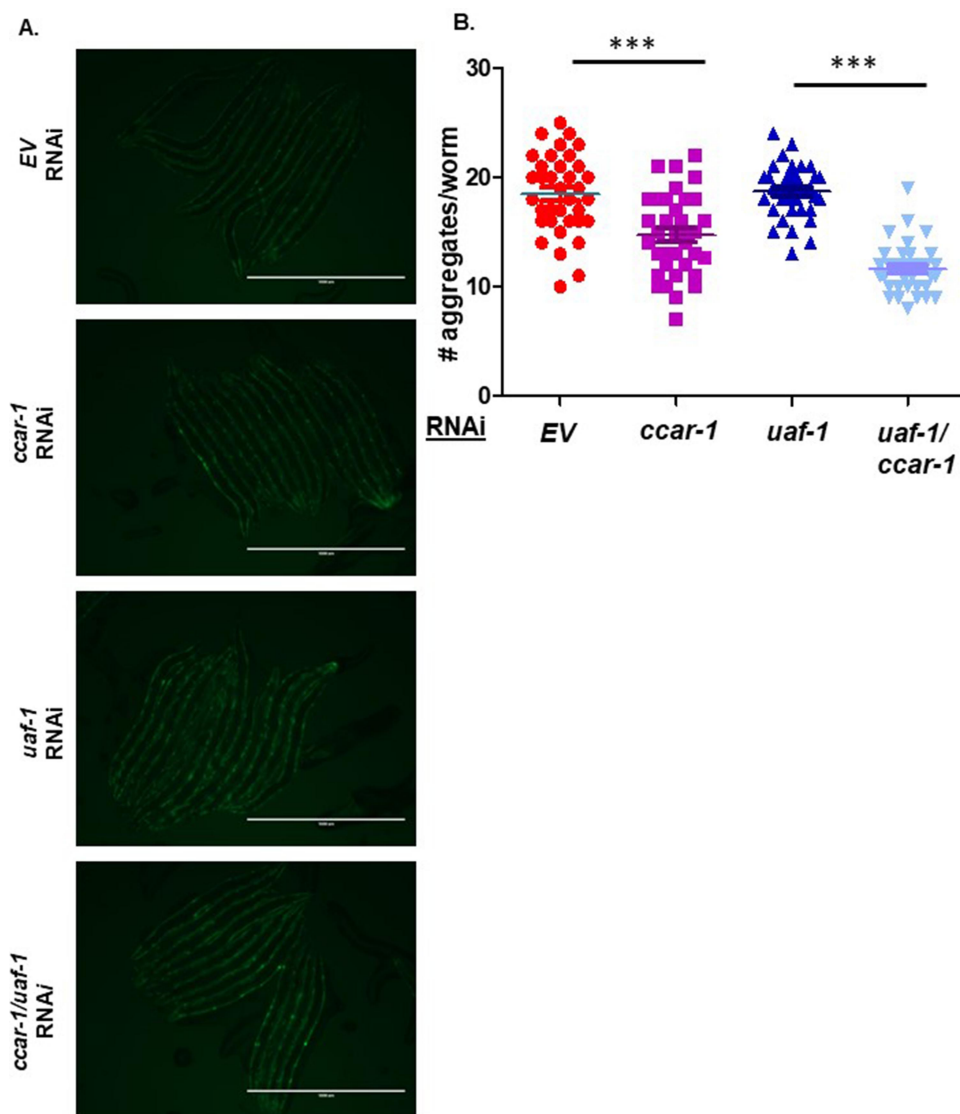 A.
EV
RNAi
ccar-1
RNAi
uaf-1
RNAi
ccar-1/uaf-1
RNAi
B.
***
***
30
20
10
0
# aggregates/worm
RNAi
EV
ccar-1
uaf-1
uaf-1/
ccar-1